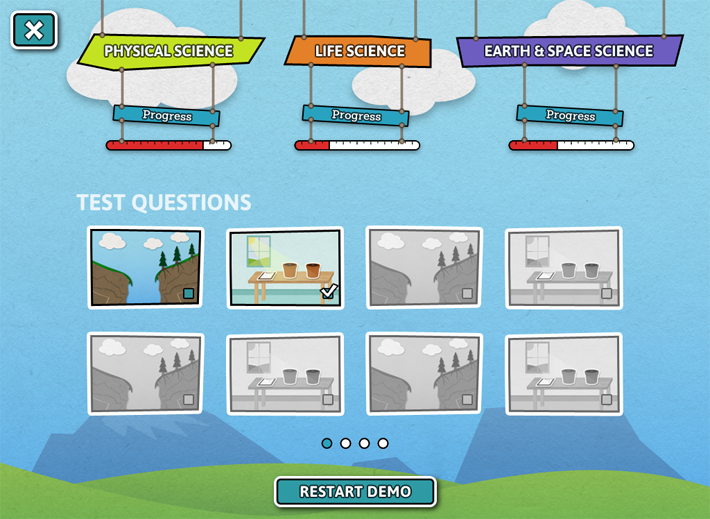 PHYSICAL SCIENCE
LIFE SCIENCE
EARTH & SPACE SCIENCE
Progress
Progress
Progress
TEST QUESTIONS
RESTART DEMO